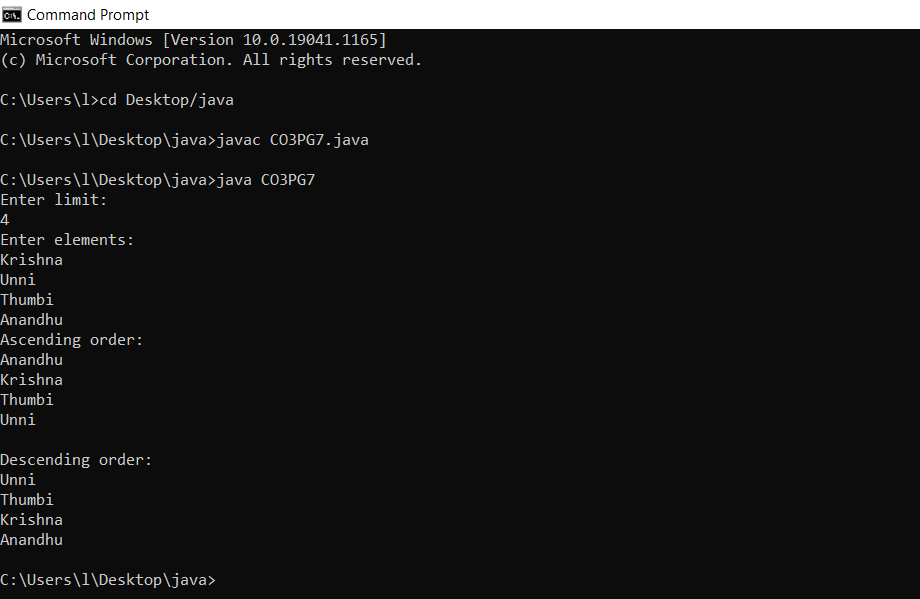 Command Prompt
Microsoft Windows [Version 10.0.19041.1165]
(c) Microsoft Corporation. All rights reserved.
C:\Users\l>cd Desktop/java
C:\Users\l\Desktop\java>javac CO3PG7.java
C:\Users\l\Desktop\java>java CO3PG7
Enter limit:
4
Enter elements:
Krishna
Unni
Thumbi
Anandhu
Ascending order:
Anandhu
Krishna
Thumbi
Unni
Descending order:
Unni
Thumbi
Krishna
Anandhu
C:\Users\l\Desktop\java>